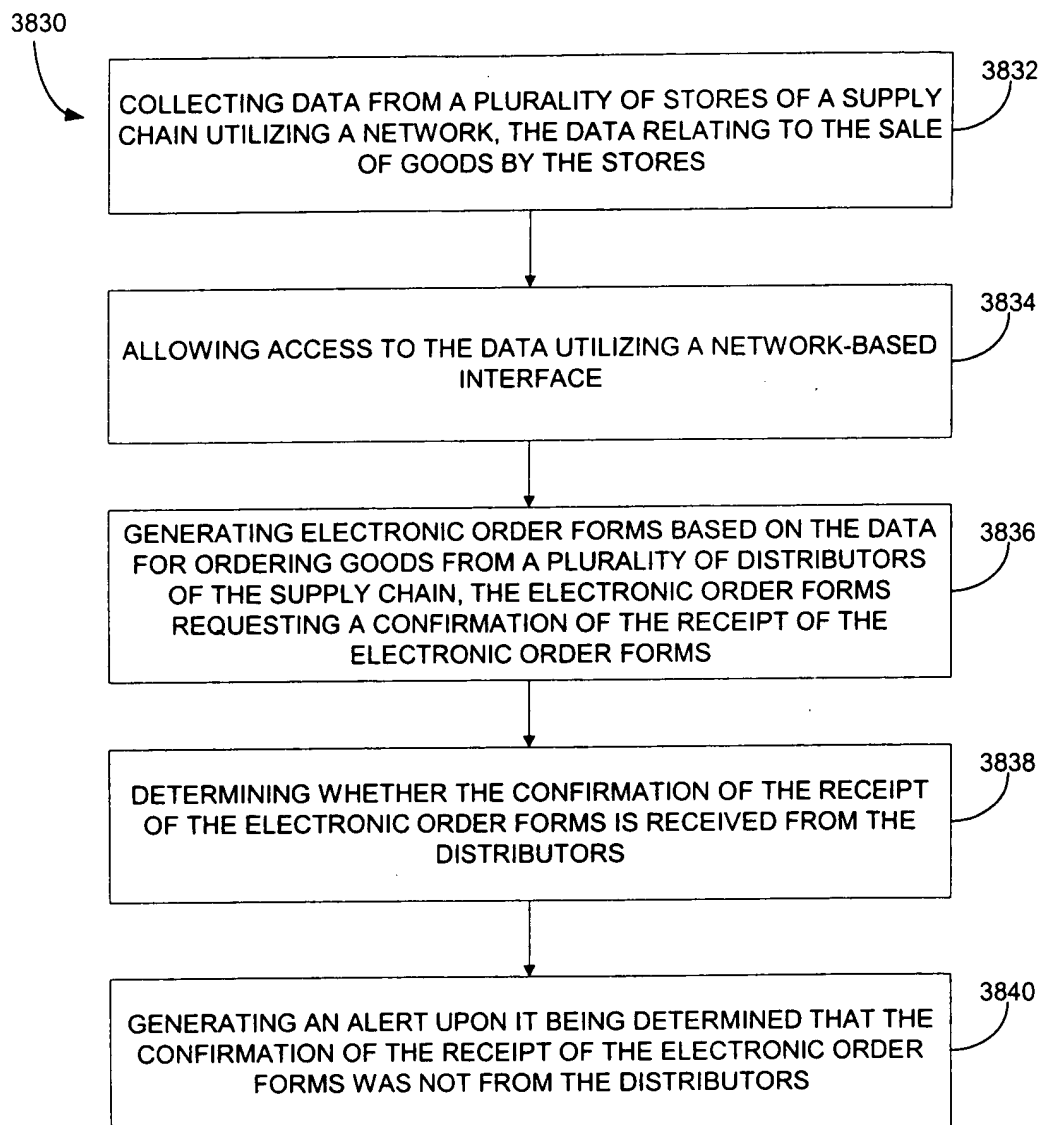 3830
3832
COLLECTING DATA FROM A PLURALITY OF STORES OF A SUPPLY
CHAIN UTILIZING A NETWORK, THE DATA RELATING TO THE SALE
OF GOODS BY THE STORES
3834
ALLOWING ACCESS TO THE DATA UTILIZING A NETWORK-BASED
INTERFACE
3836
GENERATING ELECTRONIC ORDER FORMS BASED ON THE DATA
FOR ORDERING GOODS FROM A PLURALITY OF DISTRIBUTORS
OF THE SUPPLY CHAIN, THE ELECTRONIC ORDER FORMS
REQUESTING A CONFIRMATION OF THE RECEIPT OF THE
ELECTRONIC ORDER FORMS
3838
DETERMINING WHETHER THE CONFIRMATION OF THE RECEIPT
OF THE ELECTRONIC ORDER FORMS IS RECEIVED FROM THE
DISTRIBUTORS
3840
GENERATING AN ALERT UPON IT BEING DETERMINED THAT THE
CONFIRMATION OF THE RECEIPT OF THE ELECTRONIC ORDER
FORMS WAS NOT FROM THE DISTRIBUTORS